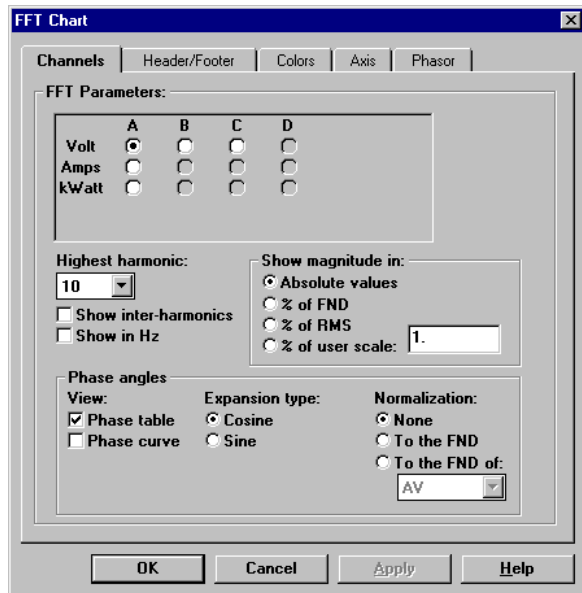 FFT Chart
Channels Header/Footer Colors Axis Phasor
FFT Parameters:
A B C D
Volt
Amps
kWatt
Highest harmonic:
10
Show inter-harmonics
Show in Hz
Show magnitude in:
Absolute values
% of FND
% of RMS
% of user scale: 1.
Phase angles
View:
Phase table
Phase curve
Expansion type:
Cosine
Sine
Normalization:
None
To the FND
To the FND of:
AV
OK Cancel Apply Help